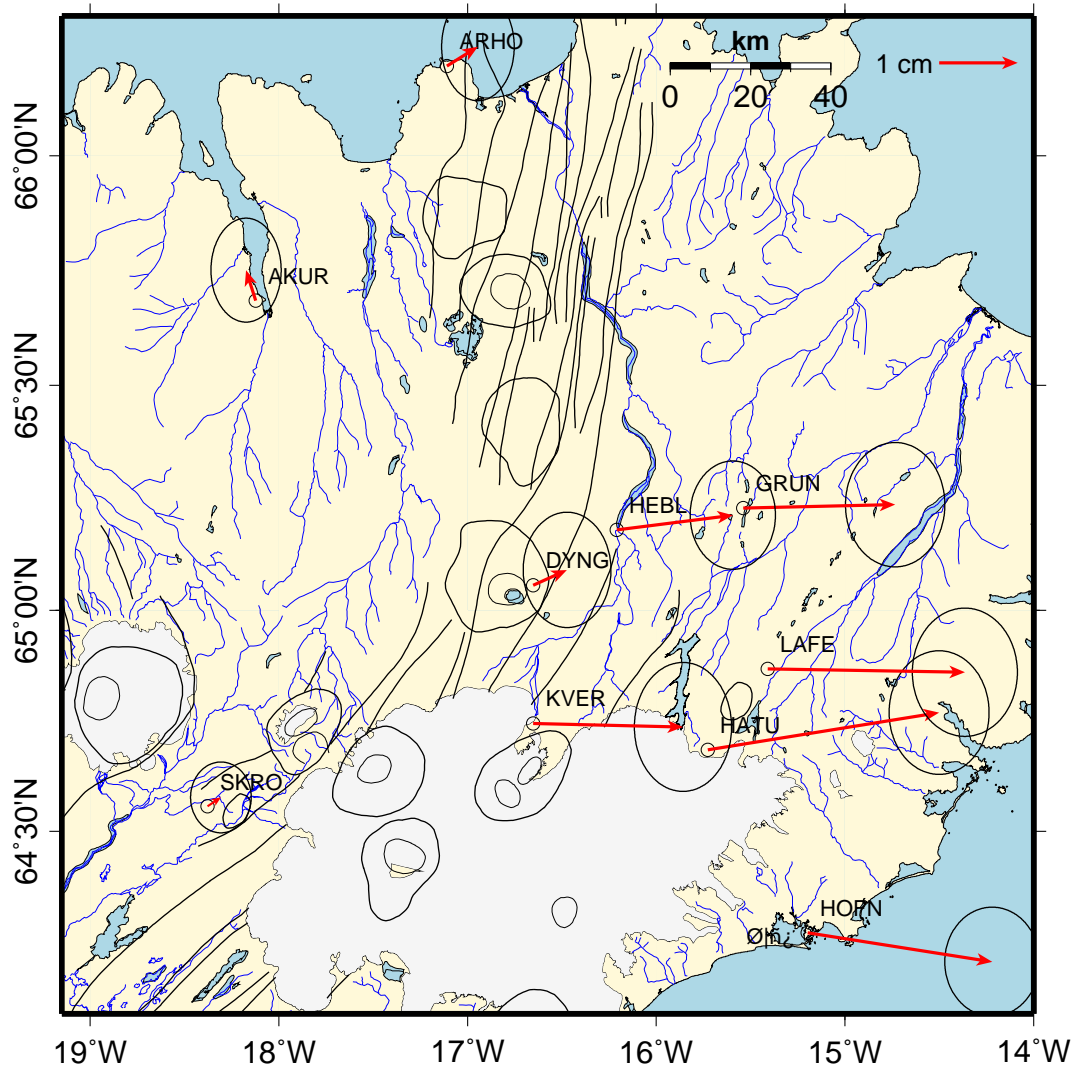 ARHO
km
1 cm
0 20 40
66°00'N
AKUR
65°30'N
GRUN
HEBL
DYNG
65°00'N
LAFE
KVER
HATU
SKRO
64°30'N
HOFN
19°W 18°W 17°W 16°W 15°W 14°W